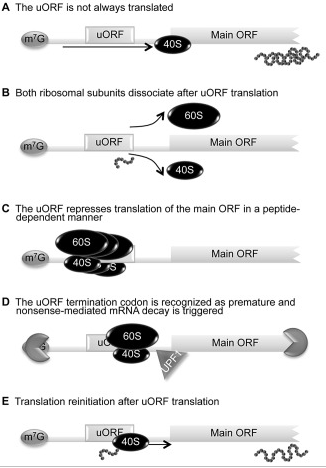 A The uORF is not always translated
m7G
uORF
Main ORF
40S
B Both ribosomal subunits dissociate after uORF translation
60S
m7G
uORF
Main ORF
40S
C The uORF represses translation of the main ORF in a peptide-
dependent manner
60S
m7G
Main ORF
40S
S
D The uORF termination codon is recognized as premature and
nonsense-mediated mRNA decay is triggered
60S
uO
Main ORF
40S
UPF1
E Translation reinitiation after uORF translation
m7G
uORF
Main ORF
40S